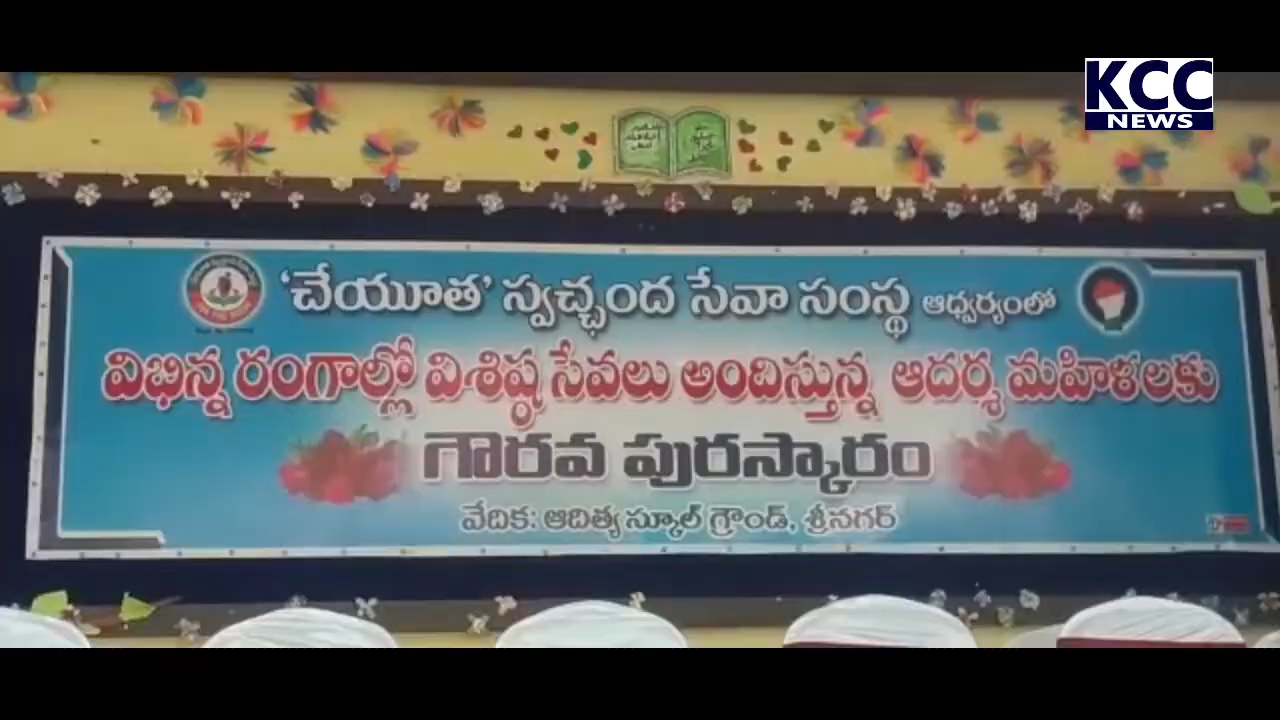 KCC
NEWS
'చేయూత' స్వచ్ఛంద సేవా సంస్థ ఆధ్వర్యంలో
విభిన్న రంగాల్లో విశిష్ఠ సేవలు అందిస్తున్న ఆదర్శ మహిళలకు
గౌరవ పురస్కారం
వేదిక: ఆదిత్య స్కూల్ గ్రౌండ్, శ్రీనగర్